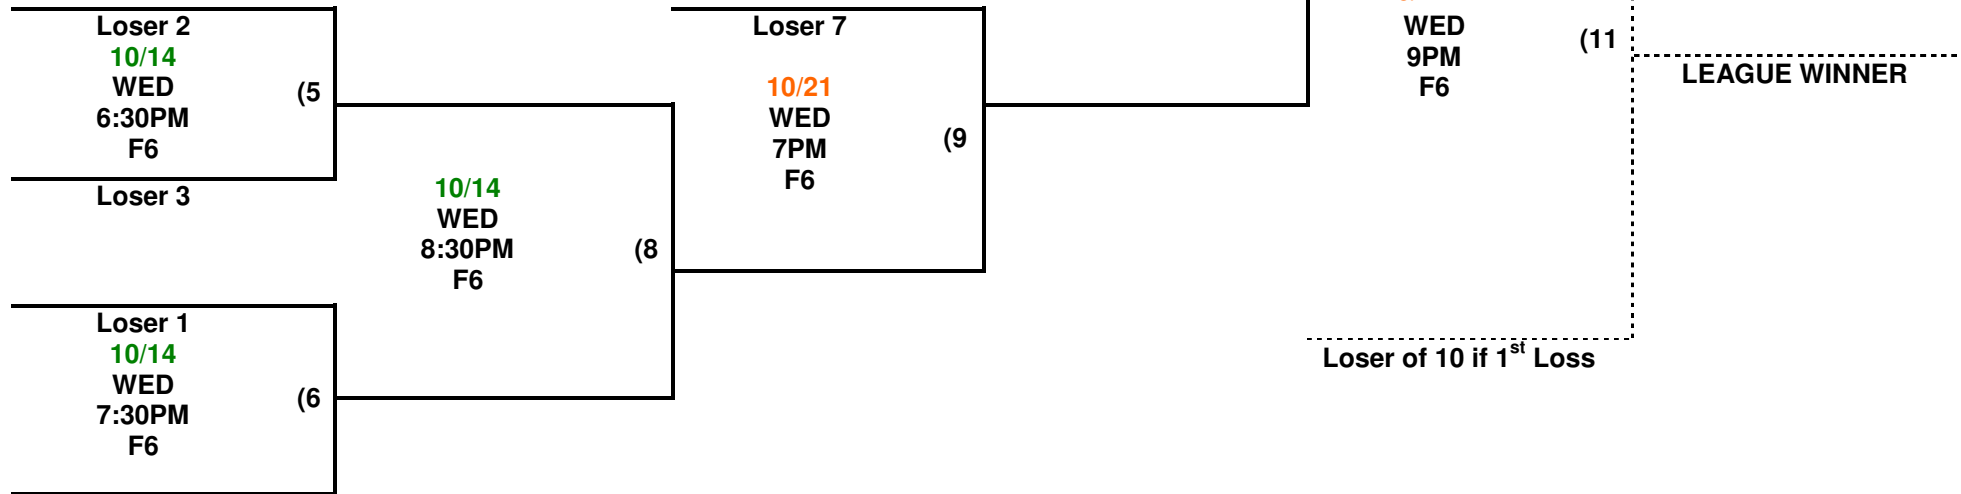 Loser 2
10/14
WED
6:30PM
F6
(5
Loser 3
10/14
WED
8:30PM
F6
(8
Loser 1
10/14
WED
7:30PM
F6
(6
Loser 7
10/21
WED
7PM
F6
(9
WED
9PM
F6
(11
LEAGUE WINNER
Loser of 10 if 1st Loss